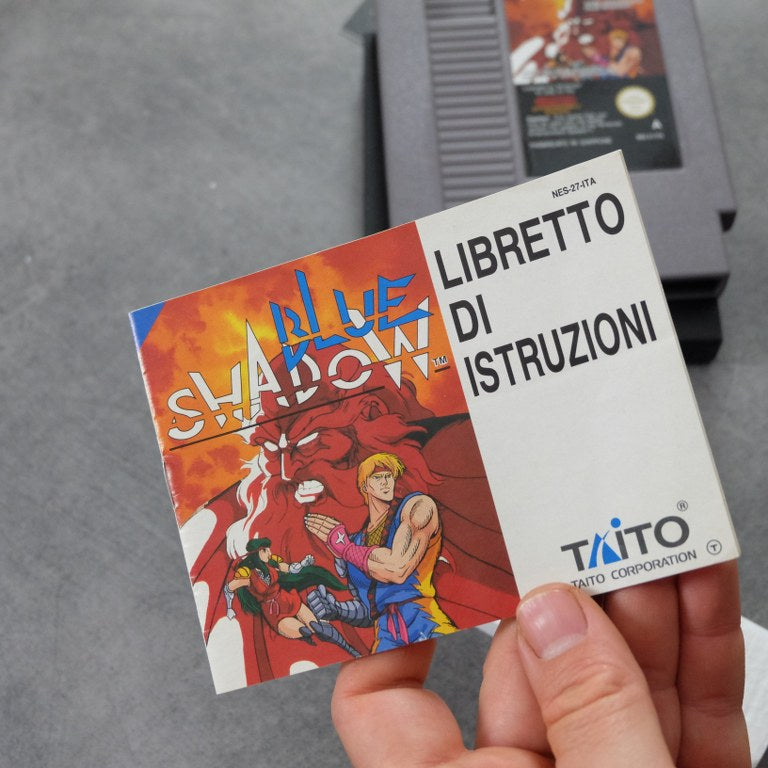 NES-27-ITA
LIBRETTO
DI
ISTRUZIONI
BLUE
SHADOW™
TAITO®
TAITO CORPORATION
T